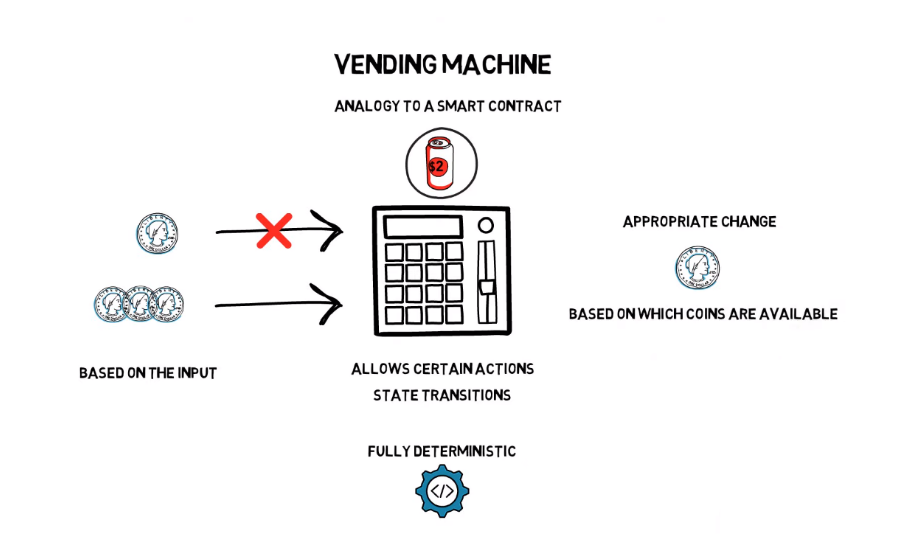 VENDING MACHINE
ANALOGY TO A SMART CONTRACT
$2
APPROPRIATE CHANGE
BASED ON WHICH COINS ARE AVAILABLE
BASED ON THE INPUT
ALLOWS CERTAIN ACTIONS
STATE TRANSITIONS
FULLY DETERMINISTIC
</>